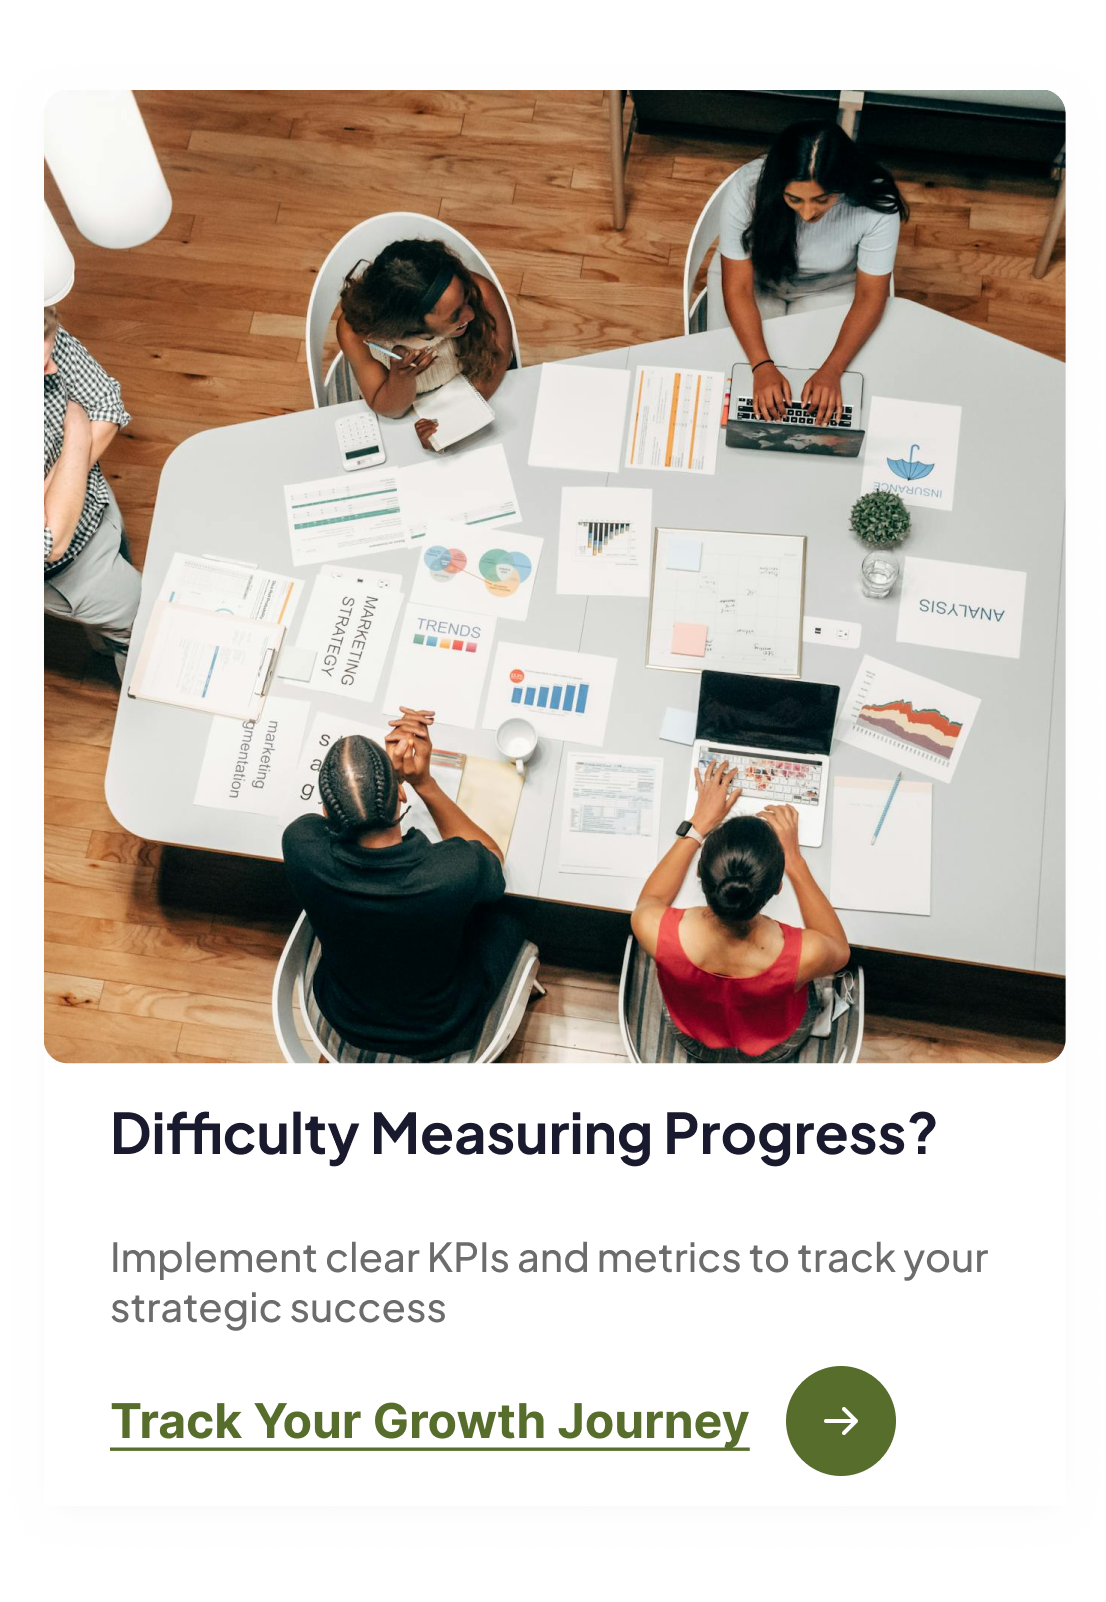 INSURANCE
ANALYSIS
MARKETING
STRATEGY
TRENDS
marketing
Difficulty Measuring Progress?
Implement clear KPIs and metrics to track your
strategic success
Track Your Growth Journey